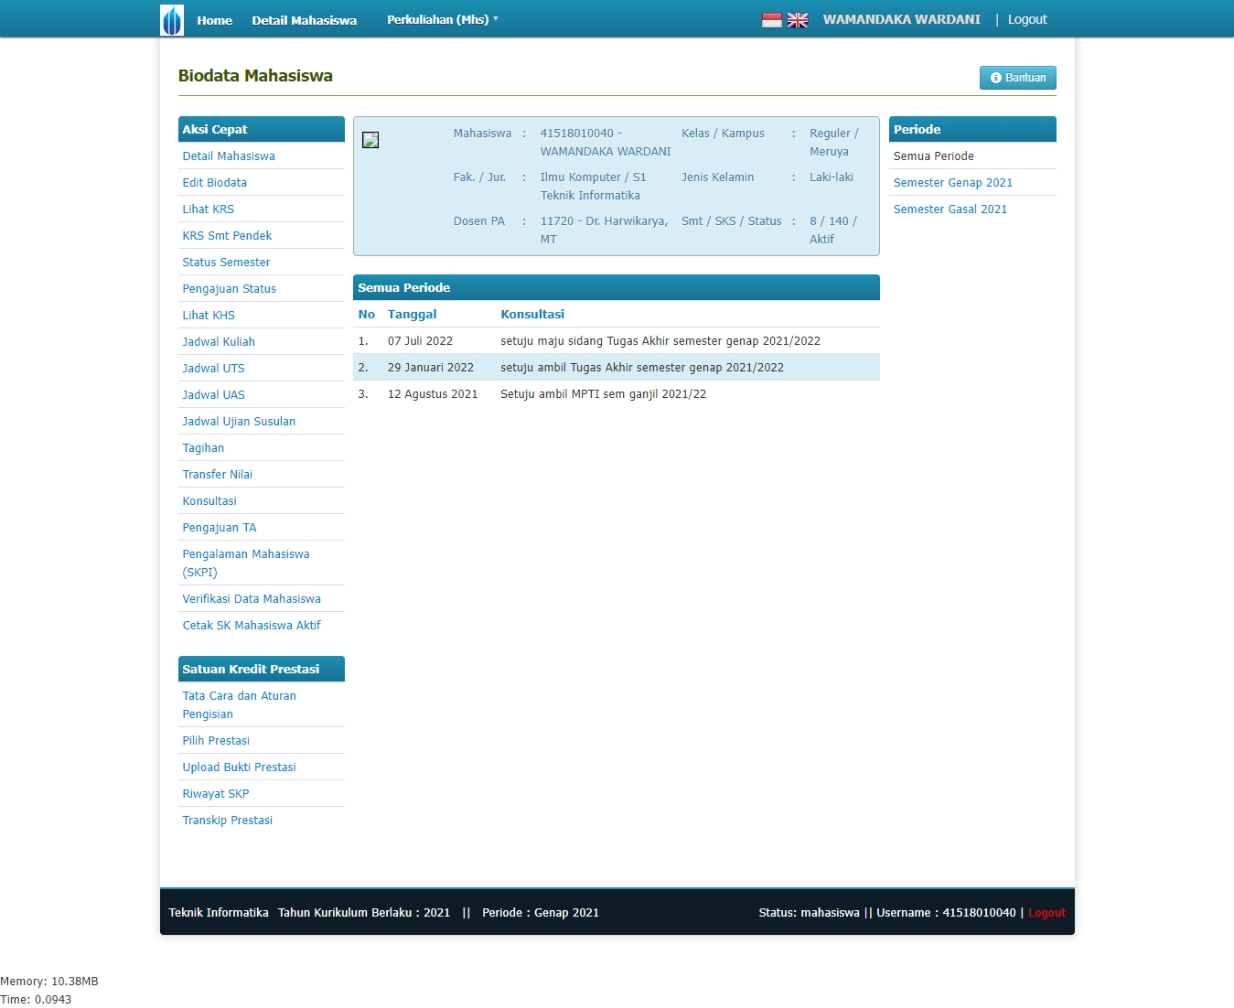 Home Detail Mahasiswa Perkuliahan (Mhs) WAMANDAKA WARDANI | Logout
Biodata Mahasiswa
Bantuan
Aksi Cepat
Detail Mahasiswa
Edit Biodata
Lihat KRS
KRS Smt Pendek
Status Semester
Pengajuan Status
Lihat KHS
Jadwal Kuliah
Jadwal UTS
Jadwal UAS
Jadwal Ujian Susulan
Tagihan
Transfer Nilai
Konsultasi
Pengajuan TA
Pengalaman Mahasiswa
(SKPI)
Verifikasi Data Mahasiswa
Cetak SK Mahasiswa Aktif
Satuan Kredit Prestasi
Tata Cara dan Aturan
Pengisian
Pilih Prestasi
Upload Bukti Prestasi
Riwayat SKP
Transkip Prestasi
Mahasiswa : 41518010040 - Kelas / Kampus : Reguler /
WAMANDAKA WARDANI Meruya
Fak. / Jur. : Ilmu Komputer / S1 Jenis Kelamin : Laki-laki
Teknik Informatika
Dosen PA : 11720 - Dr. Harwikarya, Smt / SKS / Status : 8 / 140 /
MT Aktif
Semua Periode
No Tanggal Konsultasi
1. 07 Juli 2022 setuju maju sidang Tugas Akhir semester genap 2021/2022
2. 29 Januari 2022 setuju ambil Tugas Akhir semester genap 2021/2022
3. 12 Agustus 2021 Setuju ambil MPTI sem ganjil 2021/22
Periode
Semua Periode
Semester Genap 2021
Semester Gasal 2021
Teknik Informatika Tahun Kurikulum Berlaku : 2021 || Periode : Genap 2021 Status: mahasiswa || Username : 41518010040 | Logout
Memory: 10.38MB
Time: 0.0943